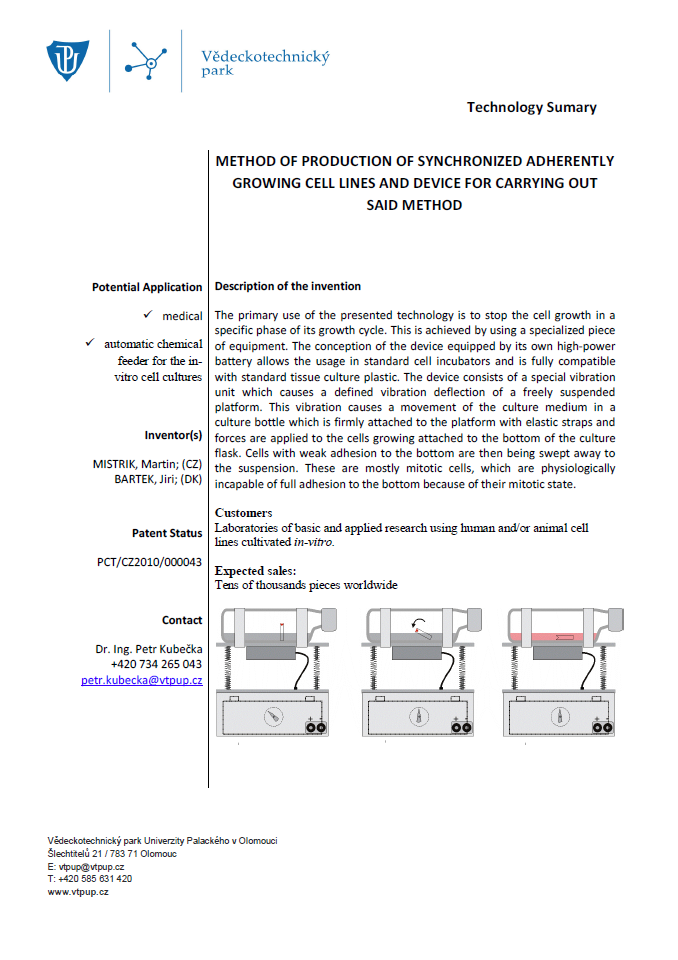 Vědeckotechnický
park
Technology Sumary
METHOD OF PRODUCTION OF SYNCHRONIZED ADHERENTLY
GROWING CELL LINES AND DEVICE FOR CARRYING OUT
SAID METHOD
Potential Application
✓ medical
✓ automatic chemical
feeder for the in-
vitro cell cultures
Inventor(s)
MISTRIK, Martin; (CZ)
BARTEK, Jiri; (DK)
Patent Status
PCT/CZ2010/000043
Contact
Dr. Ing. Petr Kubečka
+420 734 265 043
petr.kubecka@vtpup.cz
Description of the invention
The primary use of the presented technology is to stop the cell growth in a
specific phase of its growth cycle. This is achieved by using a specialized piece
of equipment. The conception of the device equipped by its own high-power
battery allows the usage in standard cell incubators and is fully compatible
with standard tissue culture plastic. The device consists of a special vibration
unit which causes a defined vibration deflection of a freely suspended
platform. This vibration causes a movement of the culture medium in a
culture bottle which is firmly attached to the platform with elastic straps and
forces are applied to the cells growing attached to the bottom of the culture
flask. Cells with weak adhesion to the bottom are then being swept away to
the suspension. These are mostly mitotic cells, which are physiologically
incapable of full adhesion to the bottom because of their mitotic state.
Customers
Laboratories of basic and applied research using human and/or animal cell
lines cultivated in-vitro.
Expected sales:
Tens of thousands pieces worldwide
Vědeckotechnický park Univerzity Palackého v Olomouci
Šlechtitelů 21 / 783 71 Olomouc
E: vtpup@vtpup.cz
T: +420 585 631 420
www.vtpup.cz